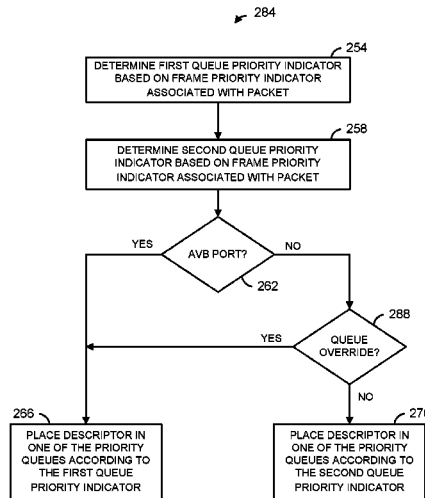 284
254
DETERMINE FIRST QUEUE PRIORITY INDICATOR
BASED ON FRAME PRIORITY INDICATOR
ASSOCIATED WITH PACKET
258
DETERMINE SECOND QUEUE PRIORITY
INDICATOR BASED ON FRAME PRIORITY
INDICATOR ASSOCIATED WITH PACKET
YES
AVB PORT?
NO
262
288
YES
QUEUE
OVERRIDE?
NO
266
PLACE DESCRIPTOR IN
ONE OF THE PRIORITY
QUEUES ACCORDING TO
THE FIRST QUEUE
PRIORITY INDICATOR
PLACE DESCRIPTOR IN
ONE OF THE PRIORITY
QUEUES ACCORDING TO
THE SECOND QUEUE
PRIORITY INDICATOR